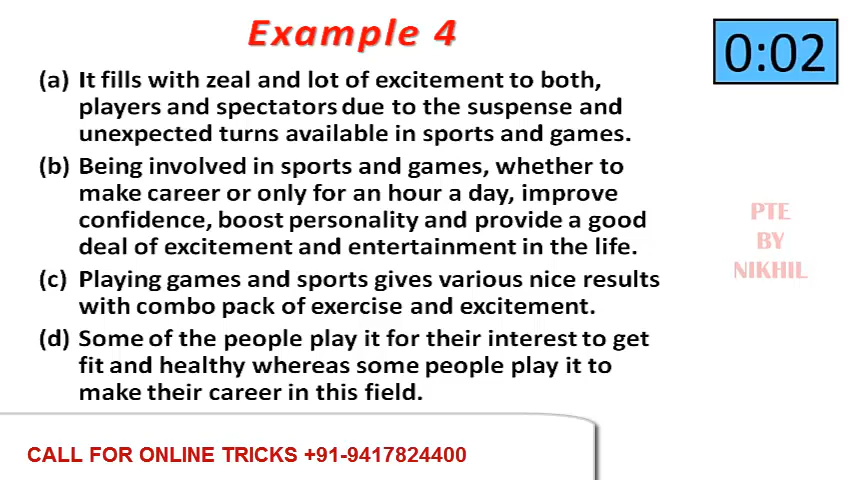 Example 4
0:02
(a) It fills with zeal and lot of excitement to both,
players and spectators due to the suspense and
unexpected turns available in sports and games.
(b) Being involved in sports and games, whether to
make career or only for an hour a day, improve
confidence, boost personality and provide a good
deal of excitement and entertainment in the life.
(c) Playing games and sports gives various nice results
with combo pack of exercise and excitement.
(d) Some of the people play it for their interest to get
fit and healthy whereas some people play it to
make their career in this field.
PTE
BY
NIKHIL
CALL FOR ONLINE TRICKS +91-9417824400